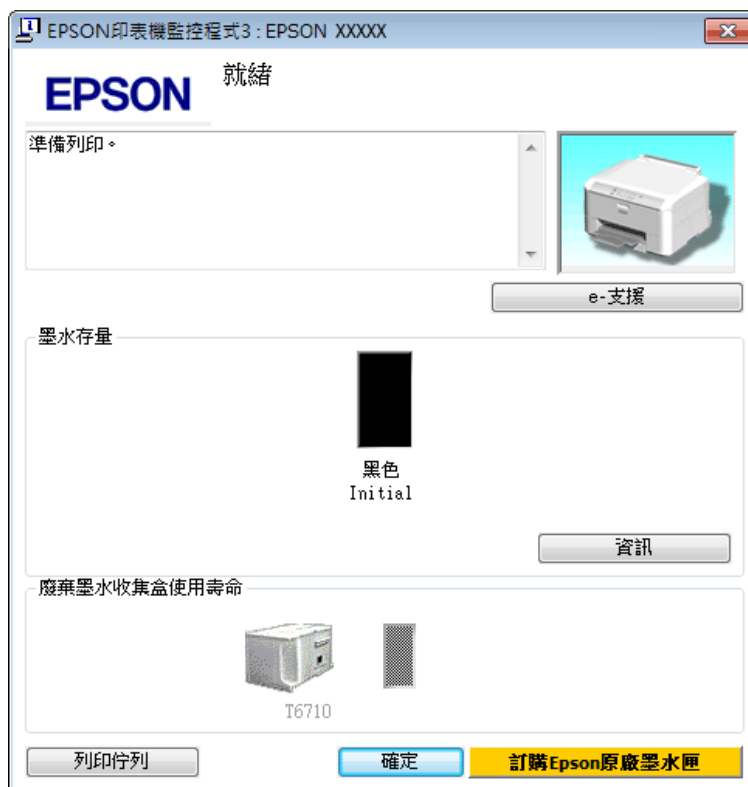 EPSON印表機監控程式3 : EPSON XXXXX
EPSON
就緒
準備列印。
e-支援
墨水存量
黑色
Initial
資訊
廢棄墨水收集盒使用壽命
T6710
列印佇列
確定
訂購Epson原廠墨水匣